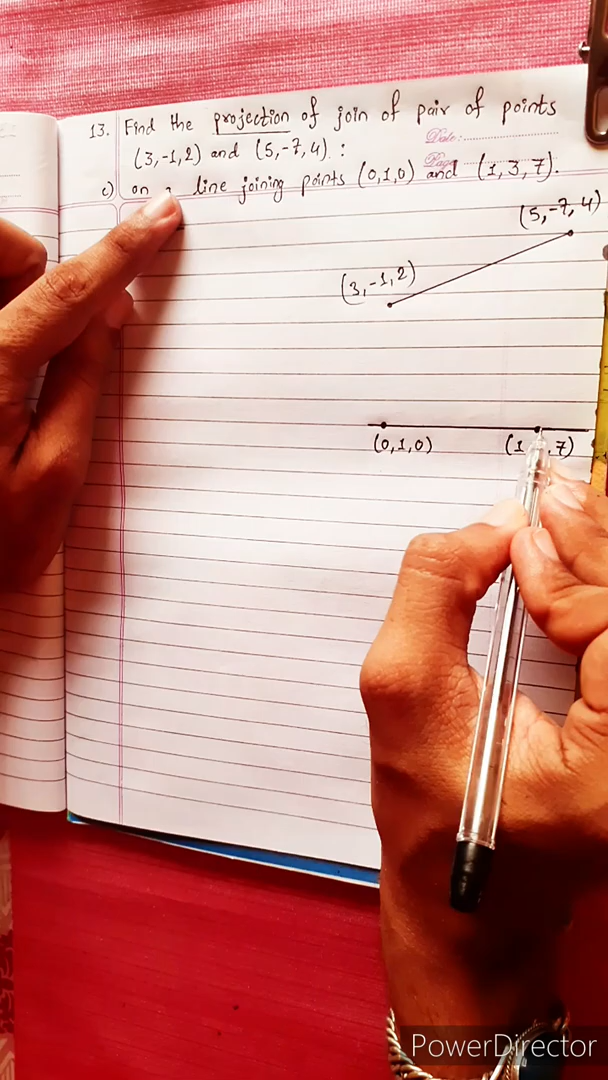 13. Find the projection of join of pair of points
(3,-1,2) and (5,-7,4). :
Date:
Page
c) on a line joining points (0,1,0) and (1,3,7).
(5,-7,4)
(3,-1,2)
(0,1,0) (1 ,7)
PowerDirector